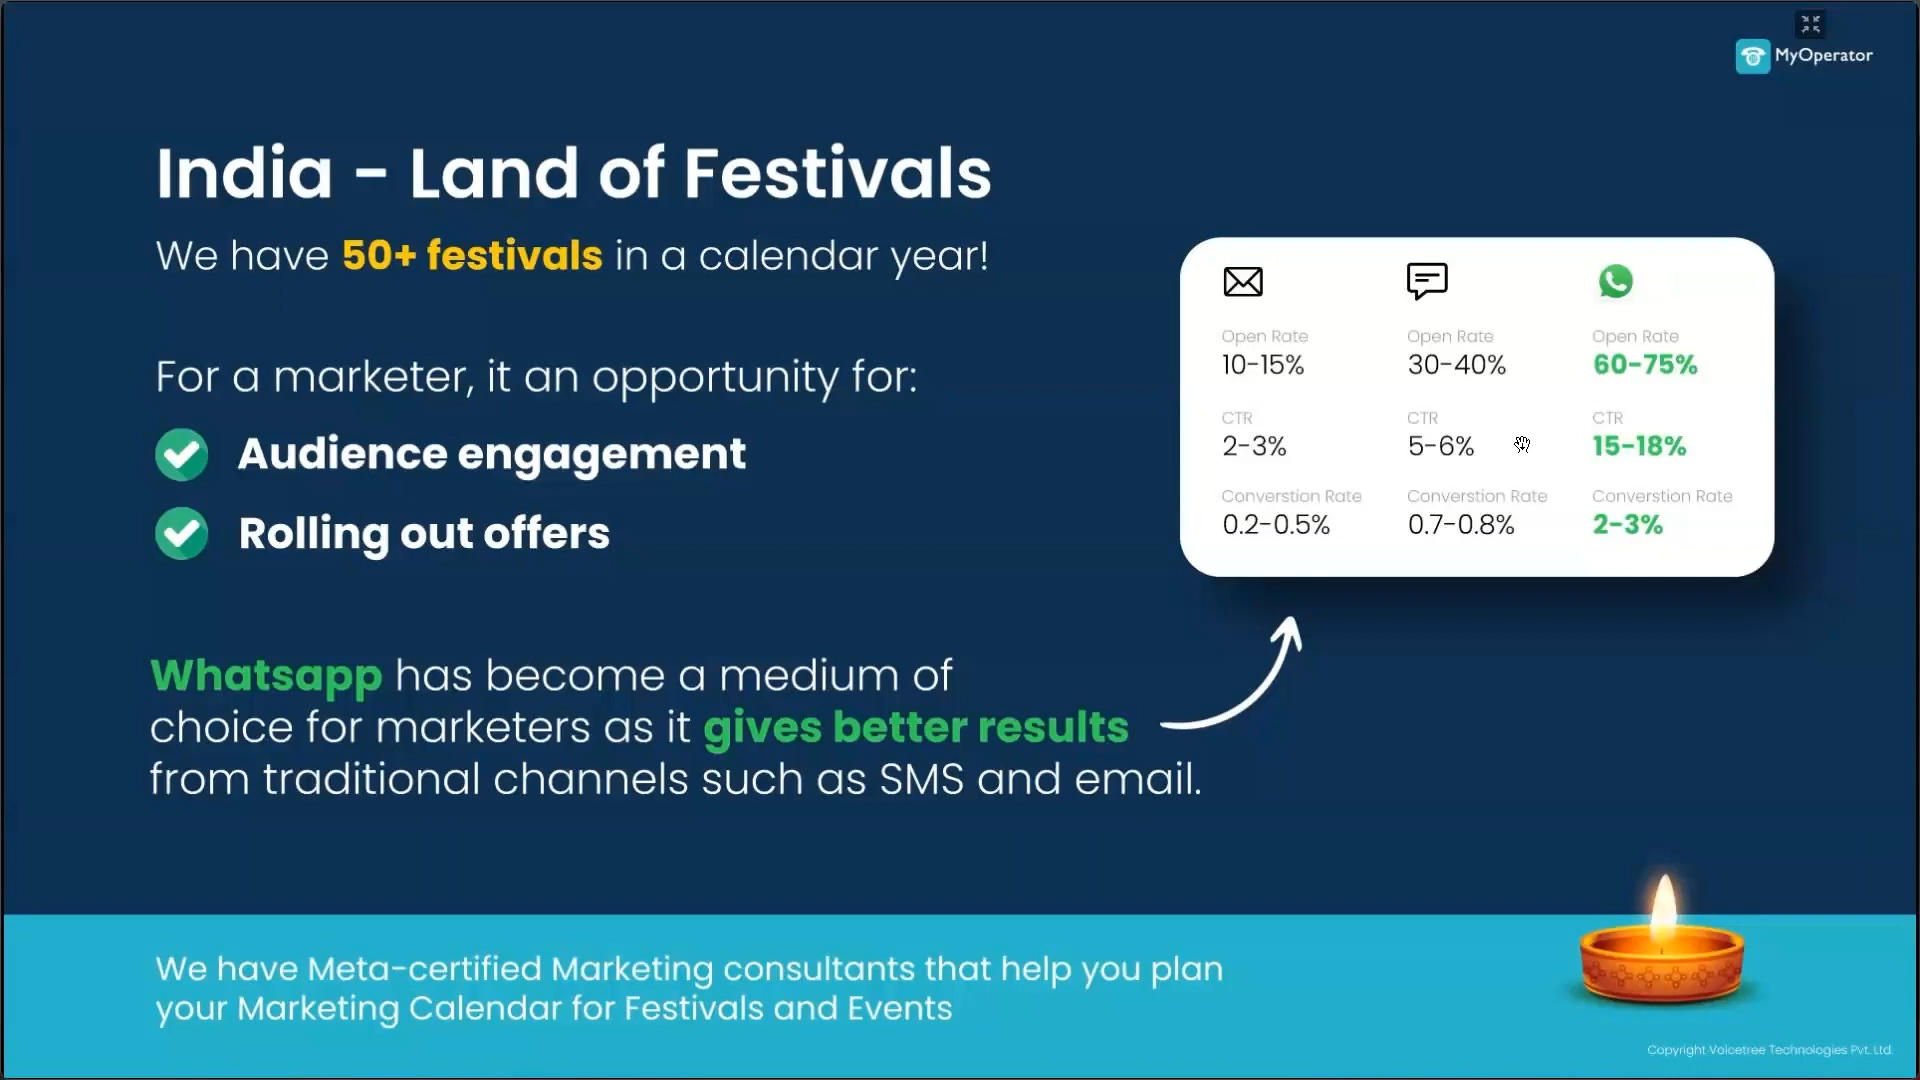 MyOperator
India - Land of Festivals
We have 50+ festivals in a calendar year!
For a marketer, it an opportunity for:
Audience engagement
Rolling out offers
Open Rate Open Rate Open Rate
10-15% 30-40% 60-75%
CTR CTR CTR
2-3% 5-6% 15-18%
Converstion Rate Converstion Rate Converstion Rate
0.2-0.5% 0.7-0.8% 2-3%
Whatsapp has become a medium of
choice for marketers as it gives better results
from traditional channels such as SMS and email.
We have Meta-certified Marketing consultants that help you plan
your Marketing Calendar for Festivals and Events
Copyright Voicetree Technologies Pvt. Ltd.